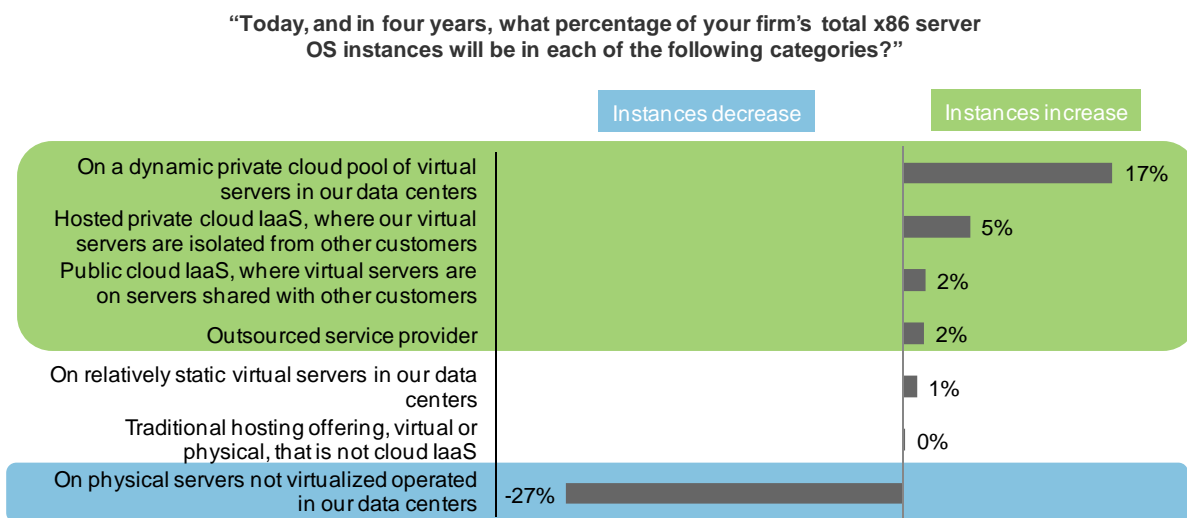 “Today, and in four years, what percentage of your firm’s total x86 server
OS instances will be in each of the following categories?”
Instances decrease
Instances increase
On a dynamic private cloud pool of virtual
servers in our data centers
17%
Hosted private cloud IaaS, where our virtual
servers are isolated from other customers
5%
Public cloud IaaS, where virtual servers are
on servers shared with other customers
2%
Outsourced service provider
2%
On relatively static virtual servers in our data
centers
1%
Traditional hosting offering, virtual or
physical, that is not cloud IaaS
0%
On physical servers not virtualized operated
in our data centers
-27%